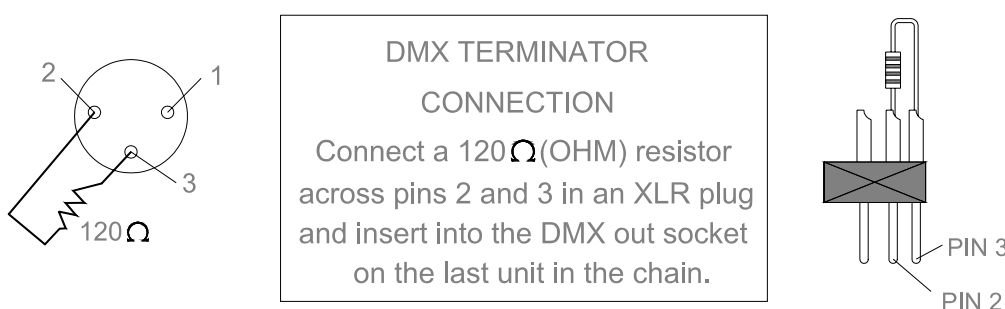 2
1
3
120Ω
DMX TERMINATOR
CONNECTION
Connect a 120Ω(OHM) resistor
across pins 2 and 3 in an XLR plug
and insert into the DMX out socket
on the last unit in the chain.
PIN 3
PIN 2